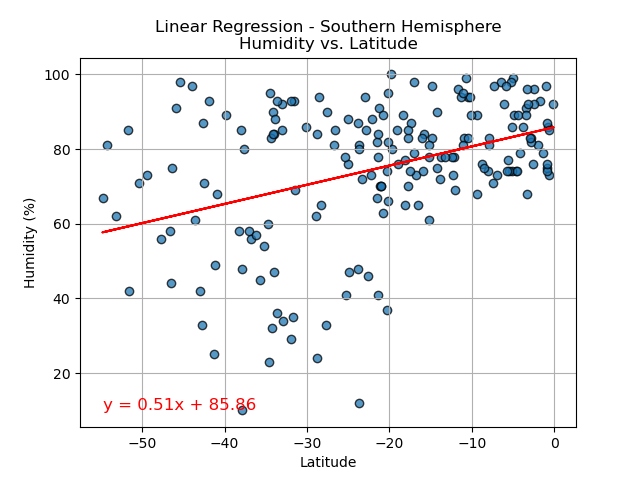 Linear Regression - Southern Hemisphere
Humidity vs. Latitude
100
80
60
40
20
Humidity (%)
y = 0.51x + 85.86
−50 −40 −30 −20 −10 0
Latitude